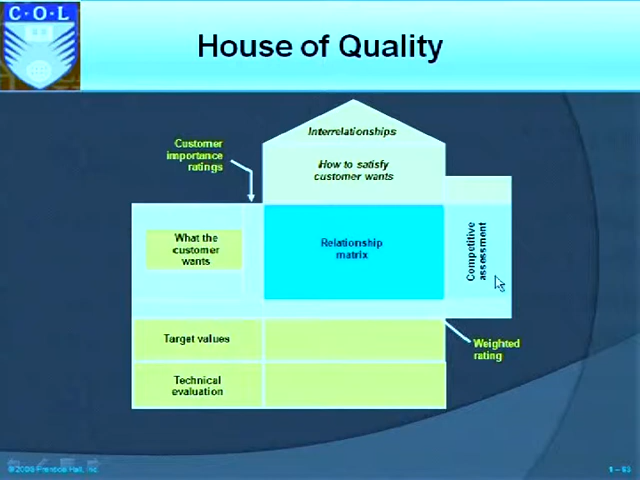 C·O·L
House of Quality
Interrelationships
Customer
importance
ratings
How to satisfy
customer wants
What the
customer
wants
Relationship
matrix
Competitive
assessment
Target values
Weighted
rating
Technical
evaluation
© 2008 Prentice Hall, Inc.